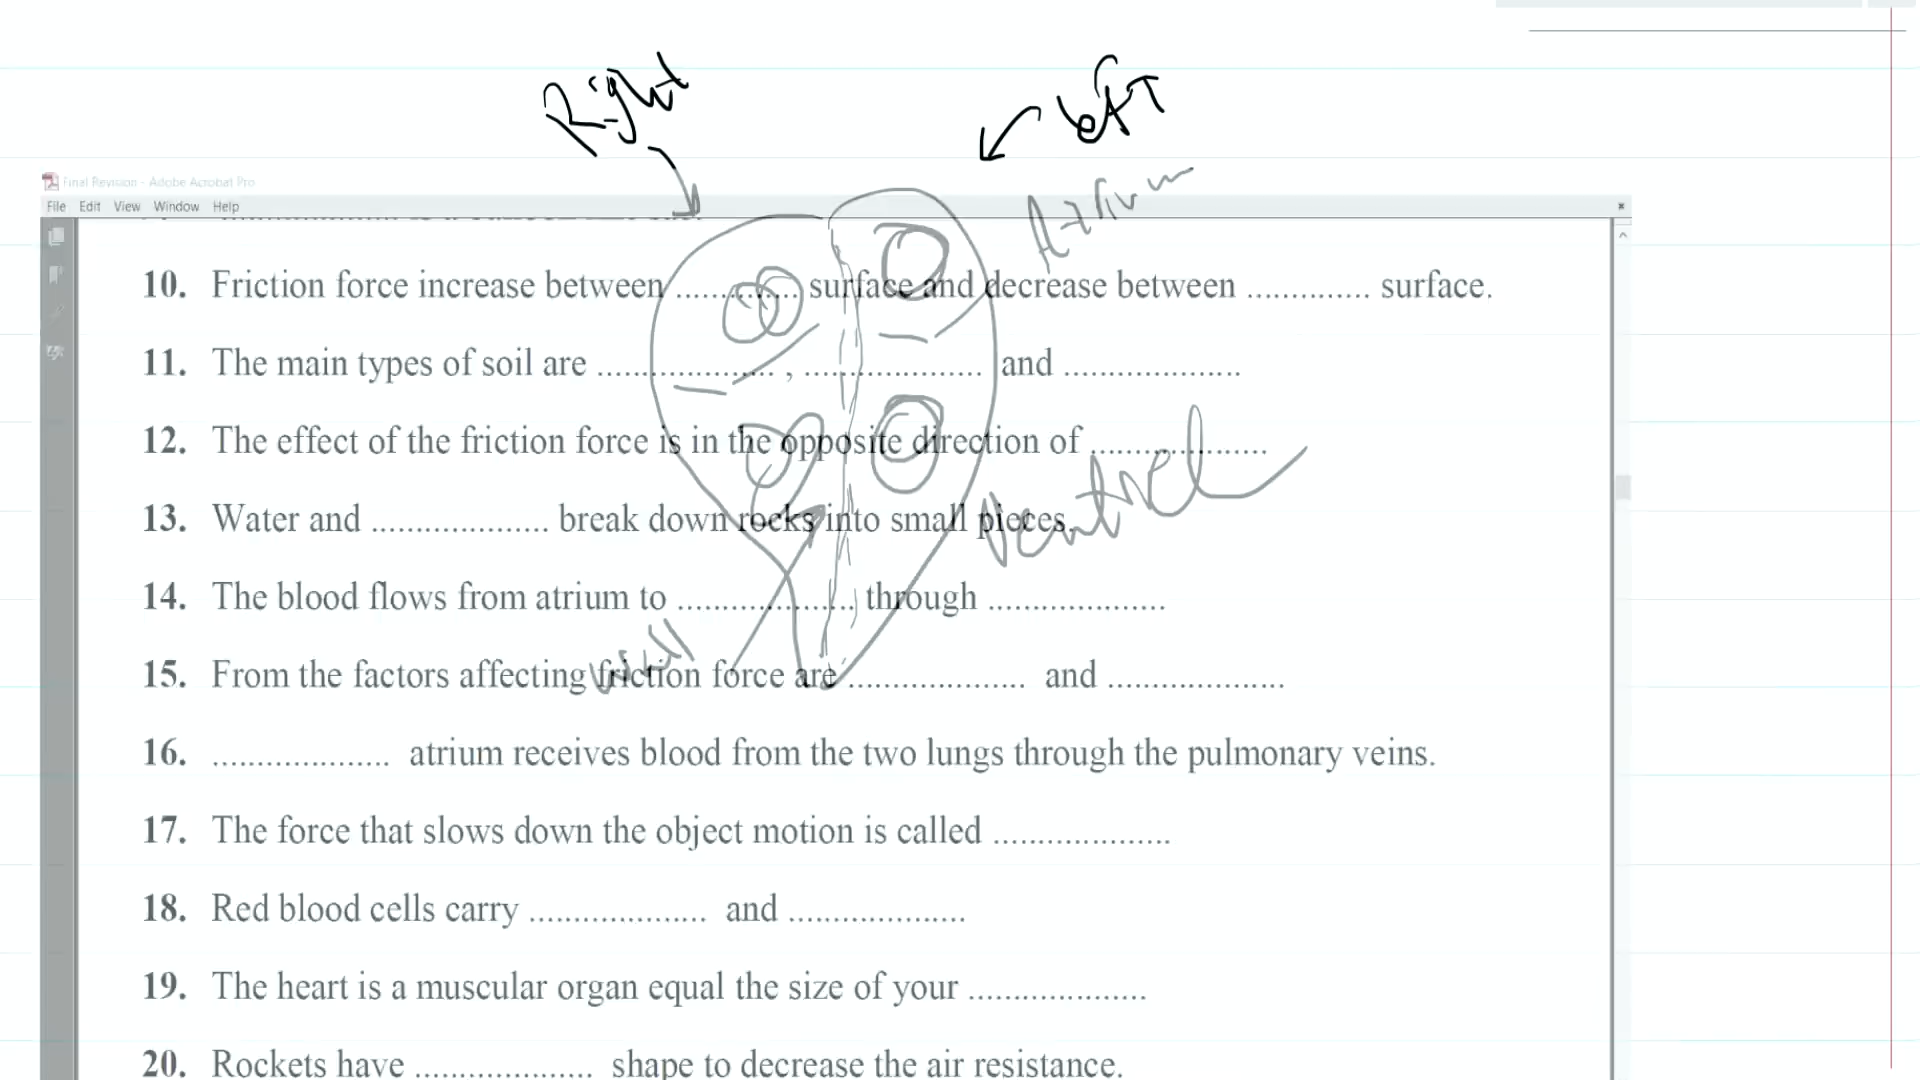 Right
left
Final Revision - Adobe Acrobat Pro
Atrium
File Edit View Window Help
10. Friction force increase between .............. surface and decrease between .............. surface.
11. The main types of soil are .................... , .................... and ....................
12. The effect of the friction force is in the opposite direction of ....................
13. Water and .................... break down rocks into small pieces.
Ventricl
14. The blood flows from atrium to .................... through ....................
wall
15. From the factors affecting friction force are .................... and ....................
16. .................... atrium receives blood from the two lungs through the pulmonary veins.
17. The force that slows down the object motion is called ....................
18. Red blood cells carry .................... and ....................
19. The heart is a muscular organ equal the size of your ....................
20. Rockets have .................... shape to decrease the air resistance.